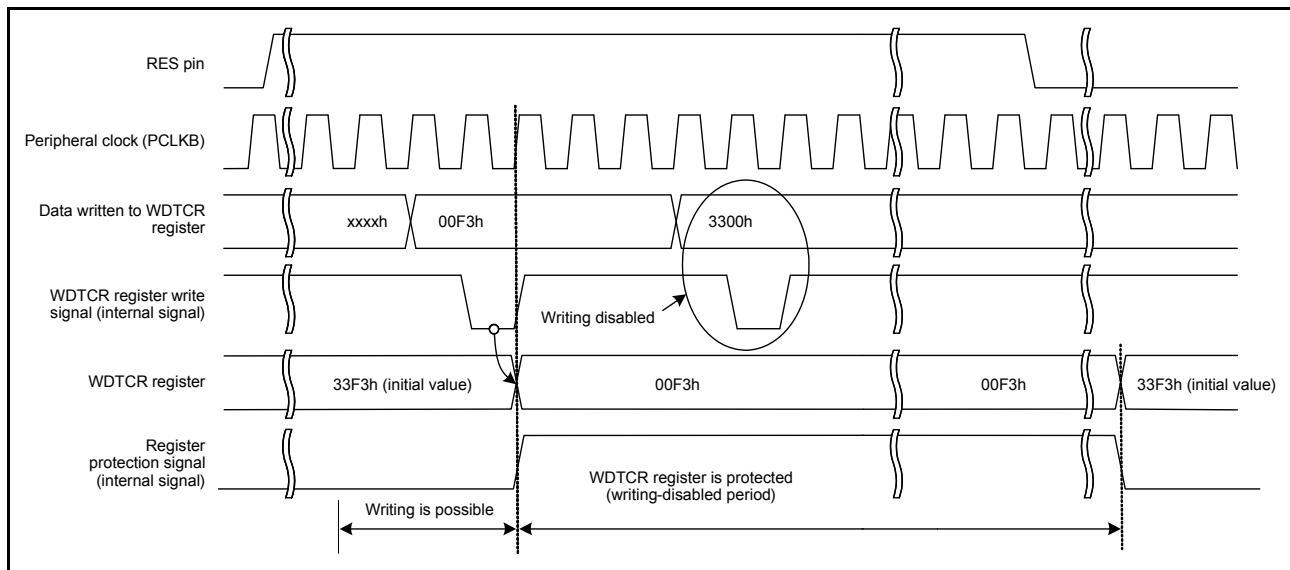 RES pin
Peripheral clock (PCLKB)
Data written to WDTCR
register
xxxxh
00F3h
3300h
WDTCR register write
signal (internal signal)
Writing disabled
WDTCR register
33F3h (initial value)
00F3h
00F3h
33F3h (initial value)
Register
protection signal
(internal signal)
WDTCR register is protected
(writing-disabled period)
Writing is possible